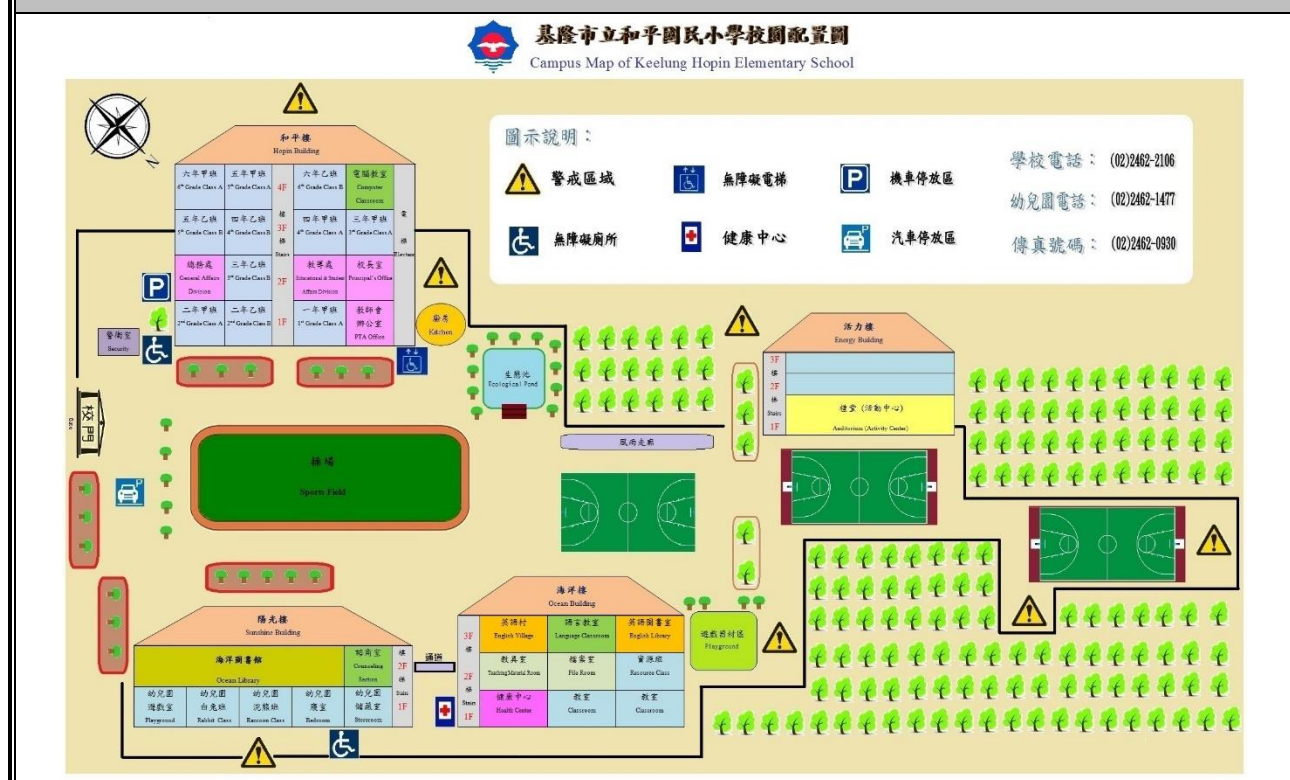 基隆市立和平國民小學校園配置圖
Campus Map of Keelung Hopin Elementary School
N
圖示說明：
警戒區域
無障礙電梯
機車停放區
無障礙廁所
健康中心
汽車停放區
學校電話： (02)2462-2106
幼兒園電話： (02)2462-1477
傳真號碼： (02)2462-0930
和平樓
Hopin Building
六年甲班
6th Grade Class A
五年甲班
5th Grade Class A
4F
六年乙班
6th Grade Class B
電腦教室
Computer
Classroom
五年乙班
5th Grade Class B
四年乙班
4th Grade Class B
樓
3F
梯
Stairs
四年甲班
4th Grade Class A
三年甲班
3rd Grade Class A
電
梯
總務處
General Affairs
Division
三年乙班
3rd Grade Class B
2F
教導處
Educational & Student
Affairs Division
校長室
Principal's Office
二年甲班
2nd Grade Class A
二年乙班
2nd Grade Class B
1F
一年甲班
1st Grade Class A
教師會
辦公室
PTA Office
廚房
Kitchen
P
警衛室
Security
校門
生態池
Ecological Pond
風雨走廊
活力樓
Energy Building
3F
樓
2F
梯
Stairs
1F
禮堂 (活動中心)
Auditorium (Activity Center)
操場
Sports Field
陽光樓
Sunshine Building
海洋圖書館
Ocean Library
諮商室
Counseling
Section
樓
2F
梯
Stairs
1F
幼兒園
遊戲室
Playground
幼兒園
白兔班
Rabbit Class
幼兒園
浣熊班
Raccoon Class
幼兒園
寢室
Bedroom
幼兒園
儲藏室
Storeroom
通道
海洋樓
Ocean Building
3F
樓
2F
梯
Stairs
1F
英語村
English Village
語言教室
Language Classroom
英語圖書室
English Library
教具室
Teaching Material Room
檔案室
File Room
資源班
Resource Class
健康中心
Health Center
教室
Classroom
教室
Classroom
遊戲器材區
Playground